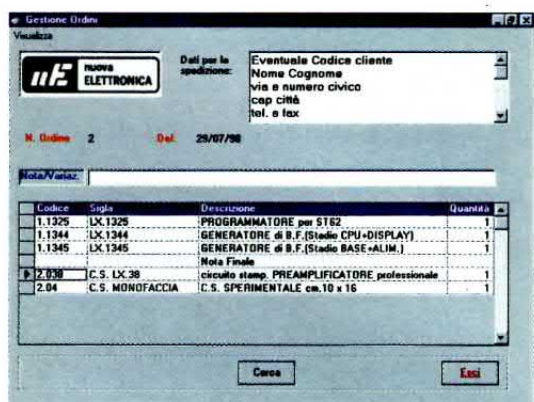 Gestione Ordini
Visualizza
nE nuova ELETTRONICA
Dati per la spedizione:
Eventuale Codice cliente
Nome Cognome
via e numero civico
cap città
tel. e fax
N. Ordine 2 Del 29/07/98
Nota/Variaz.
Codice Sigla Descrizione Quantità
1.1325 LX.1325 PROGRAMMATORE per ST62 1
1.1344 LX.1344 GENERATORE di B.F.(Stadio CPU+DISPLAY) 1
1.1345 LX.1345 GENERATORE di B.F.(Stadio BASE+ALIM.) 1
Nota Finale
2.038 C.S. LX.38 circuito stamp. PREAMPLIFICATORE professionale 1
2.04 C.S. MONOFACCIA C.S. SPERIMENTALE cm.10 x 16 1
Cerca Esci